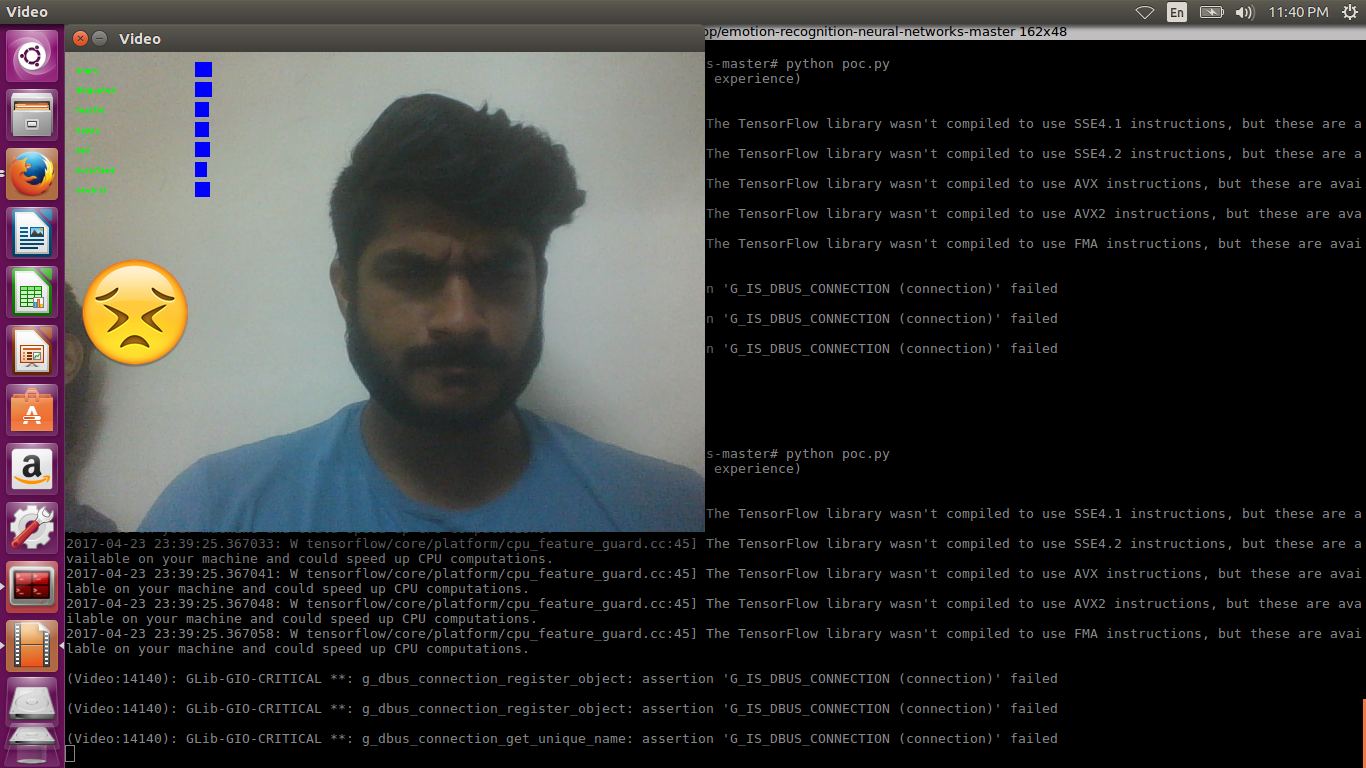 Video
En
11:40 PM
Video
pp/emotion-recognition-neural-networks-master 162x48
s-master# python poc.py
experience)
The TensorFlow library wasn't compiled to use SSE4.1 instructions, but these are a
The TensorFlow library wasn't compiled to use SSE4.2 instructions, but these are a
The TensorFlow library wasn't compiled to use AVX instructions, but these are avai
The TensorFlow library wasn't compiled to use AVX2 instructions, but these are ava
The TensorFlow library wasn't compiled to use FMA instructions, but these are avai
n 'G_IS_DBUS_CONNECTION (connection)' failed
n 'G_IS_DBUS_CONNECTION (connection)' failed
n 'G_IS_DBUS_CONNECTION (connection)' failed
s-master# python poc.py
experience)
The TensorFlow library wasn't compiled to use SSE4.1 instructions, but these are a
2017-04-23 23:39:25.367033: W tensorflow/core/platform/cpu_feature_guard.cc:45] The TensorFlow library wasn't compiled to use SSE4.2 instructions, but these are a
vailable on your machine and could speed up CPU computations.
2017-04-23 23:39:25.367041: W tensorflow/core/platform/cpu_feature_guard.cc:45] The TensorFlow library wasn't compiled to use AVX instructions, but these are avai
lable on your machine and could speed up CPU computations.
2017-04-23 23:39:25.367048: W tensorflow/core/platform/cpu_feature_guard.cc:45] The TensorFlow library wasn't compiled to use AVX2 instructions, but these are ava
ilable on your machine and could speed up CPU computations.
2017-04-23 23:39:25.367058: W tensorflow/core/platform/cpu_feature_guard.cc:45] The TensorFlow library wasn't compiled to use FMA instructions, but these are avai
lable on your machine and could speed up CPU computations.
(Video:14140): GLib-GIO-CRITICAL **: g_dbus_connection_register_object: assertion 'G_IS_DBUS_CONNECTION (connection)' failed
(Video:14140): GLib-GIO-CRITICAL **: g_dbus_connection_register_object: assertion 'G_IS_DBUS_CONNECTION (connection)' failed
(Video:14140): GLib-GIO-CRITICAL **: g_dbus_connection_get_unique_name: assertion 'G_IS_DBUS_CONNECTION (connection)' failed